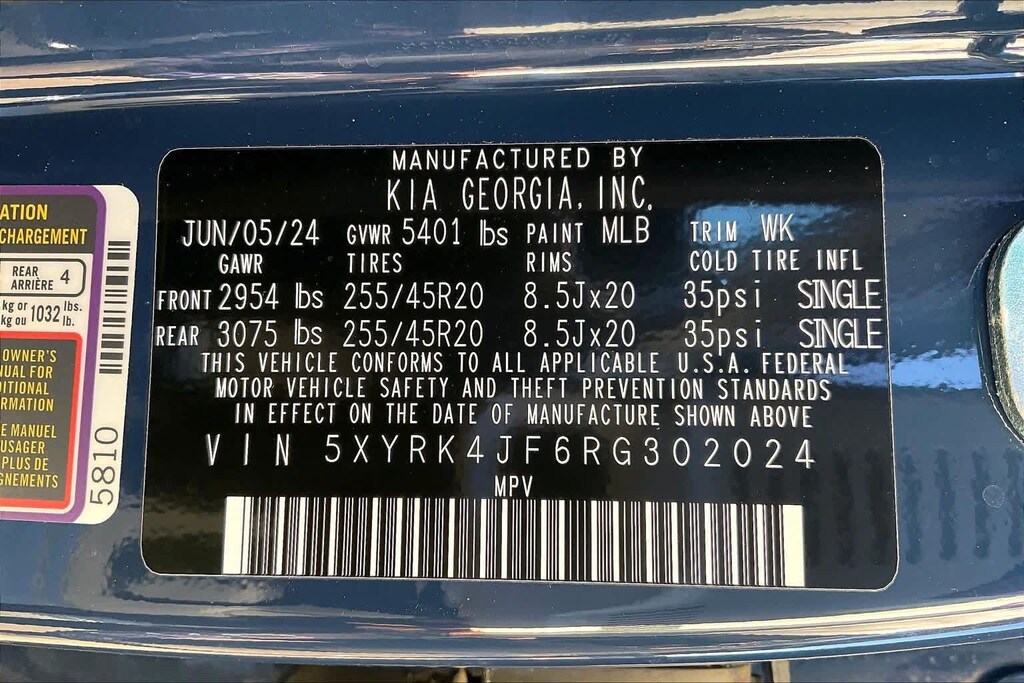 MANUFACTURED BY
KIA GEORGIA, INC.
JUN/05/24 GVWR 5401 lbs PAINT MLB TRIM WK
GAWR TIRES RIMS COLD TIRE INFL
FRONT 2954 lbs 255/45R20 8.5Jx20 35psi SINGLE
REAR 3075 lbs 255/45R20 8.5Jx20 35psi SINGLE
THIS VEHICLE CONFORMS TO ALL APPLICABLE U.S.A. FEDERAL
MOTOR VEHICLE SAFETY AND THEFT PREVENTION STANDARDS
IN EFFECT ON THE DATE OF MANUFACTURE SHOWN ABOVE
VIN 5XYRK4JF6RG302024
MPV
ATION
CHARGEMENT
REAR
ARRIÈRE 4
kg or 1032 lbs.
kg ou lb.
OWNER'S
NUAL FOR
DITIONAL
RMATION
E MANUEL
USAGER
PLUS DE
GNEMENTS
5810